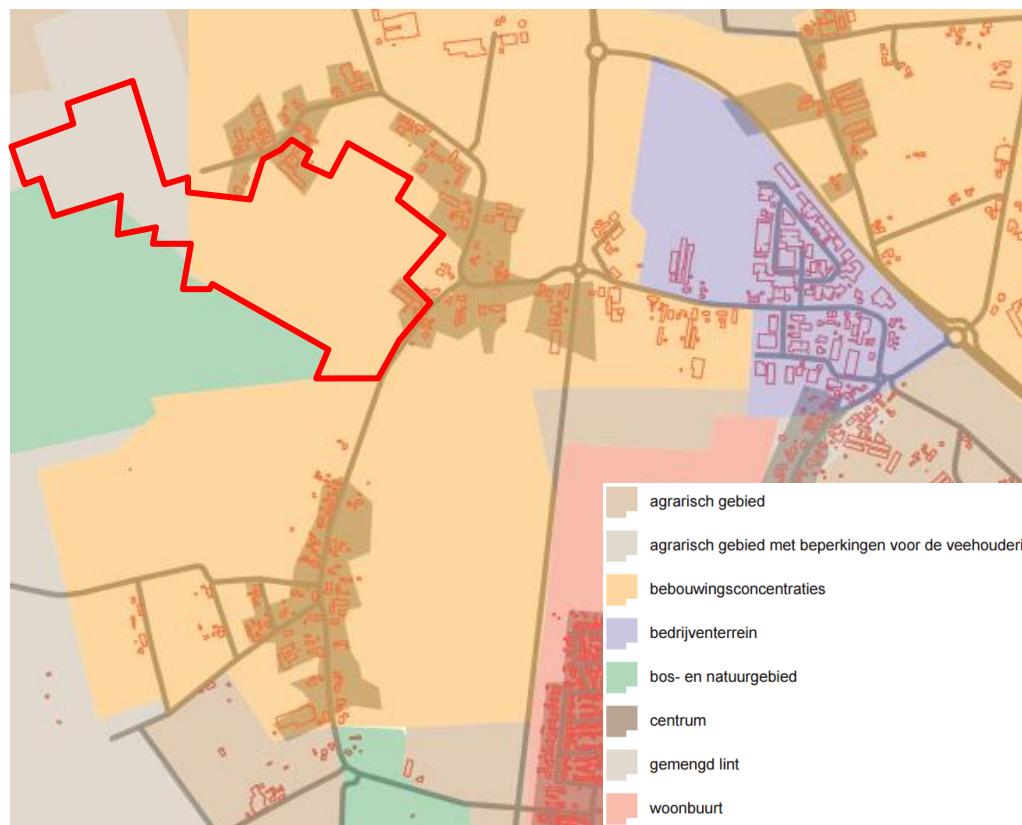 agrarisch gebied
agrarisch gebied met beperkingen voor de veehouderi
bebouwingsconcentraties
bedrijventerrein
bos- en natuurgebied
centrum
gemengd lint
woonbuurt